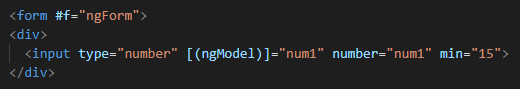 <form #f="ngForm">
<div>
<input type="number" [(ngModel)]="num1" number="num1" min="15">
</div>